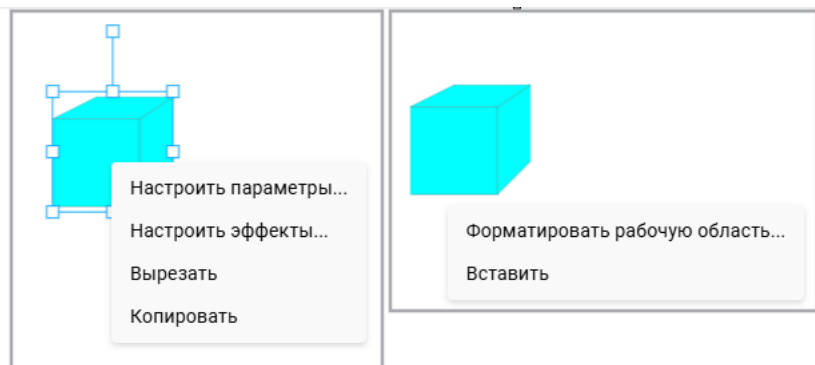 Настроить параметры...
Настроить эффекты...
Вырезать
Копировать
Форматировать рабочую область...
Вставить